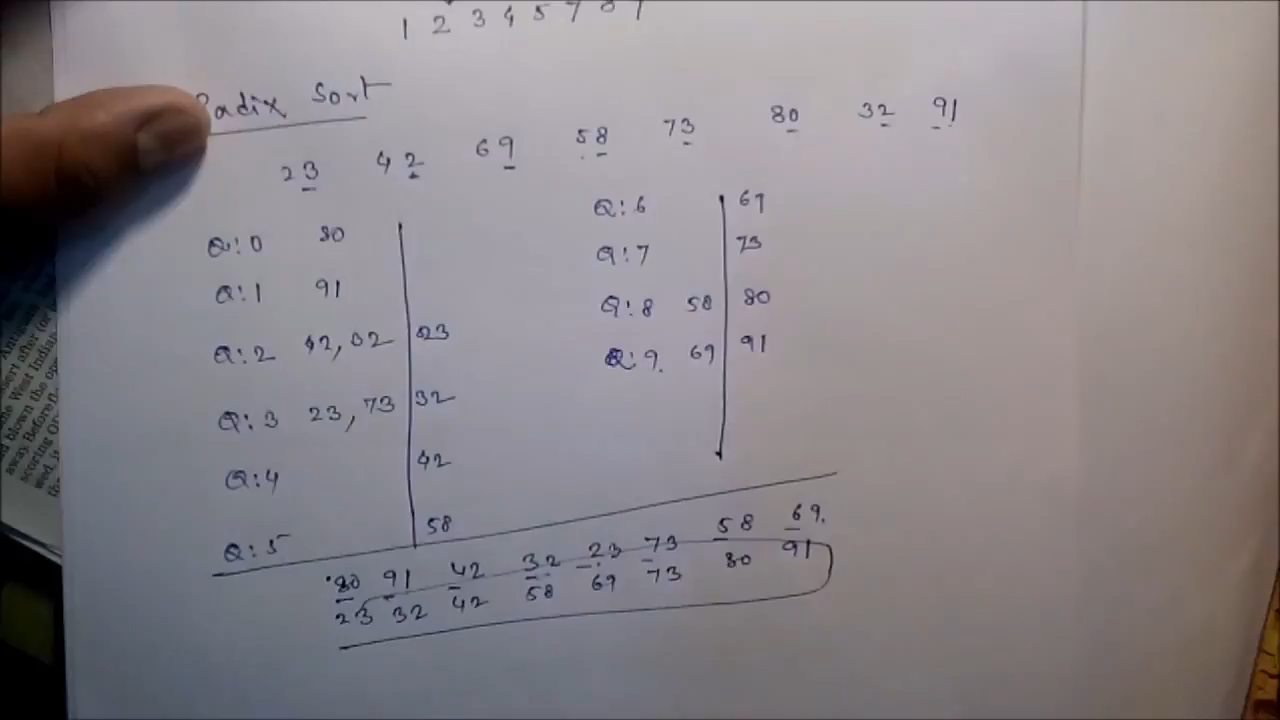 1 2 3 4 5 7 8 9
Radix Sort
23 42 69 58 73 80 32 91
Q:0 80
Q:1 91
Q:2 42, 32 23
Q:3 23, 73 32
Q:4 42
Q:5 58
Q:6 69
Q:7 73
Q:8 58 80
Q:9 69 91
80 91 42 32 23 73 58 69
23 32 42 58 69 73 80 91